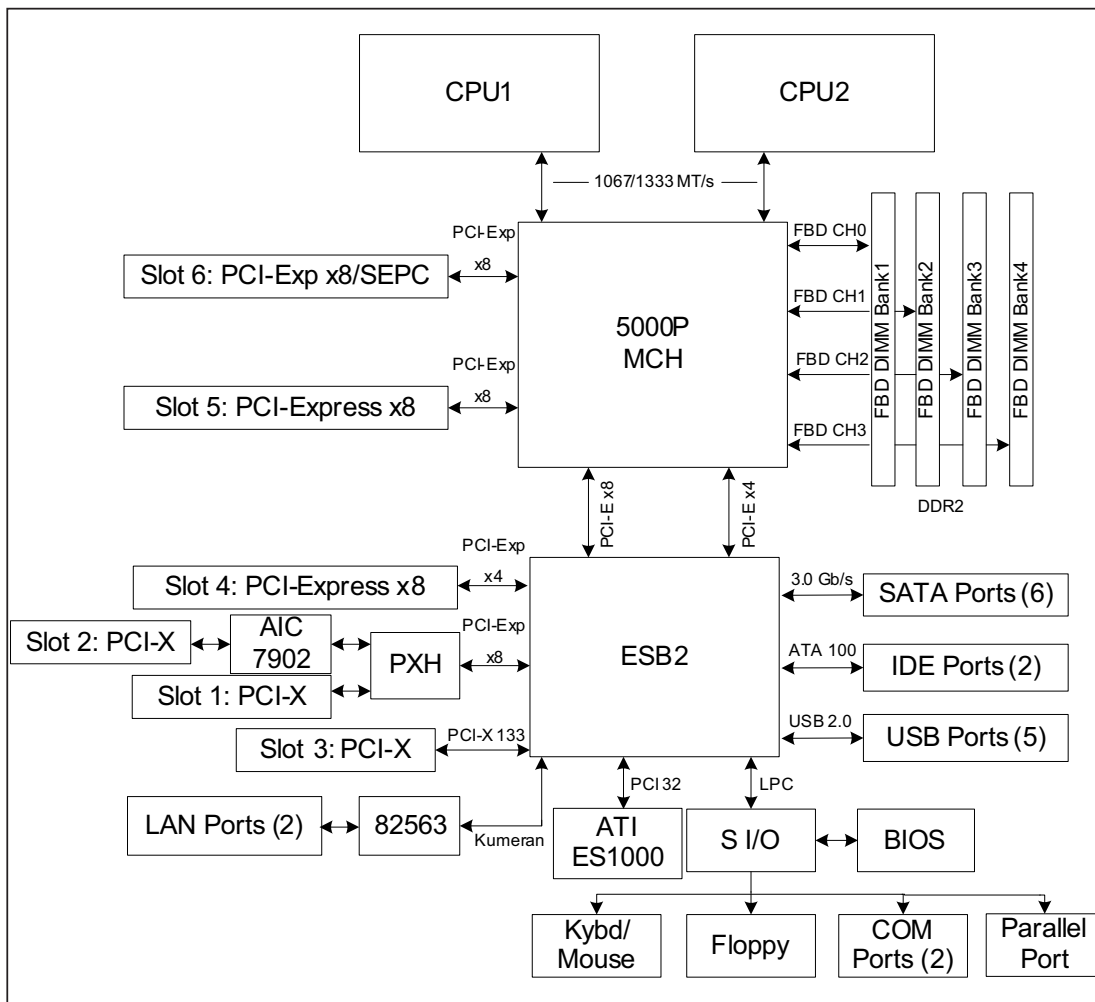 CPU1
CPU2
1067/1333 MT/s
PCI-Exp
x8
Slot 6: PCI-Exp x8/SEPC
PCI-Exp
x8
Slot 5: PCI-Express x8
5000P
MCH
FBD CH0
FBD CH1
FBD CH2
FBD CH3
FBD DIMM Bank1
FBD DIMM Bank2
FBD DIMM Bank3
FBD DIMM Bank4
DDR2
PCI-E x8
PCI-E x4
PCI-Exp
x4
Slot 4: PCI-Express x8
Slot 2: PCI-X
AIC
7902
PXH
PCI-Exp
x8
Slot 1: PCI-X
Slot 3: PCI-X
PCI-X 133
ESB2
3.0 Gb/s
SATA Ports (6)
ATA 100
IDE Ports (2)
USB 2.0
USB Ports (5)
LAN Ports (2)
82563
Kumeran
PCI 32
ATI
ES1000
LPC
S I/O
BIOS
Kybd/
Mouse
Floppy
COM
Ports (2)
Parallel
Port